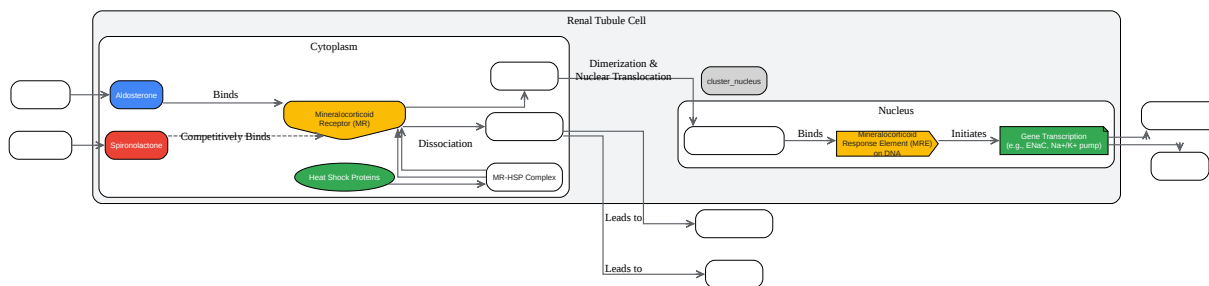 Renal Tubule Cell
Cytoplasm
Dimerization &
Nuclear Translocation
cluster_nucleus
Aldosterone
Binds
Mineralocorticoid
Receptor (MR)
Nucleus
Spironolactone
Competitively Binds
Dissociation
Binds
Mineralocorticoid
Response Element (MRE)
on DNA
Initiates
Gene Transcription
(e.g., ENaC, Na+/K+ pump)
Heat Shock Proteins
MR-HSP Complex
Leads to
Leads to